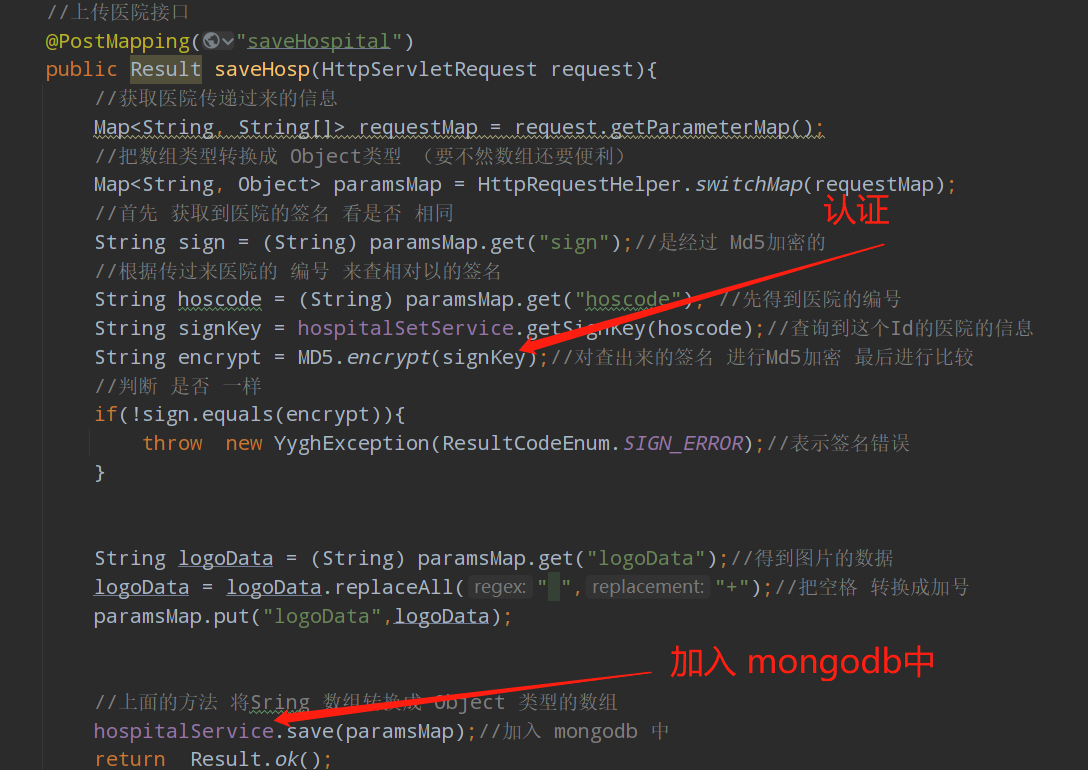 //上传医院接口
@PostMapping("saveHospital")
public Result saveHosp(HttpServletRequest request){
//获取医院传递过来的信息
Map<String, String[]> requestMap = request.getParameterMap();
//把数组类型转换成 Object类型 （要不然数组还要便利）
Map<String, Object> paramsMap = HttpRequestHelper.switchMap(requestMap);
//首先 获取到医院的签名 看是否 相同
认证
String sign = (String) paramsMap.get("sign");//是经过 Md5加密的
//根据传过来医院的 编号 来查相对以的签名
String hoscode = (String) paramsMap.get("hoscode"); //先得到医院的编号
String signKey = hospitalSetService.getSignKey(hoscode);//查询到这个Id的医院的信息
String encrypt = MD5.encrypt(signKey);//对查出来的签名 进行Md5加密 最后进行比较
//判断 是否 一样
if(!sign.equals(encrypt)){
throw new YyghException(ResultCodeEnum.SIGN_ERROR);//表示签名错误
}
String logoData = (String) paramsMap.get("logoData");//得到图片的数据
logoData = logoData.replaceAll( regex: " ", replacement: "+");//把空格 转换成加号
paramsMap.put("logoData",logoData);
加入 mongodb中
//上面的方法 将Sring 数组转换成 Object 类型的数组
hospitalService.save(paramsMap);//加入 mongodb 中
return Result.ok();